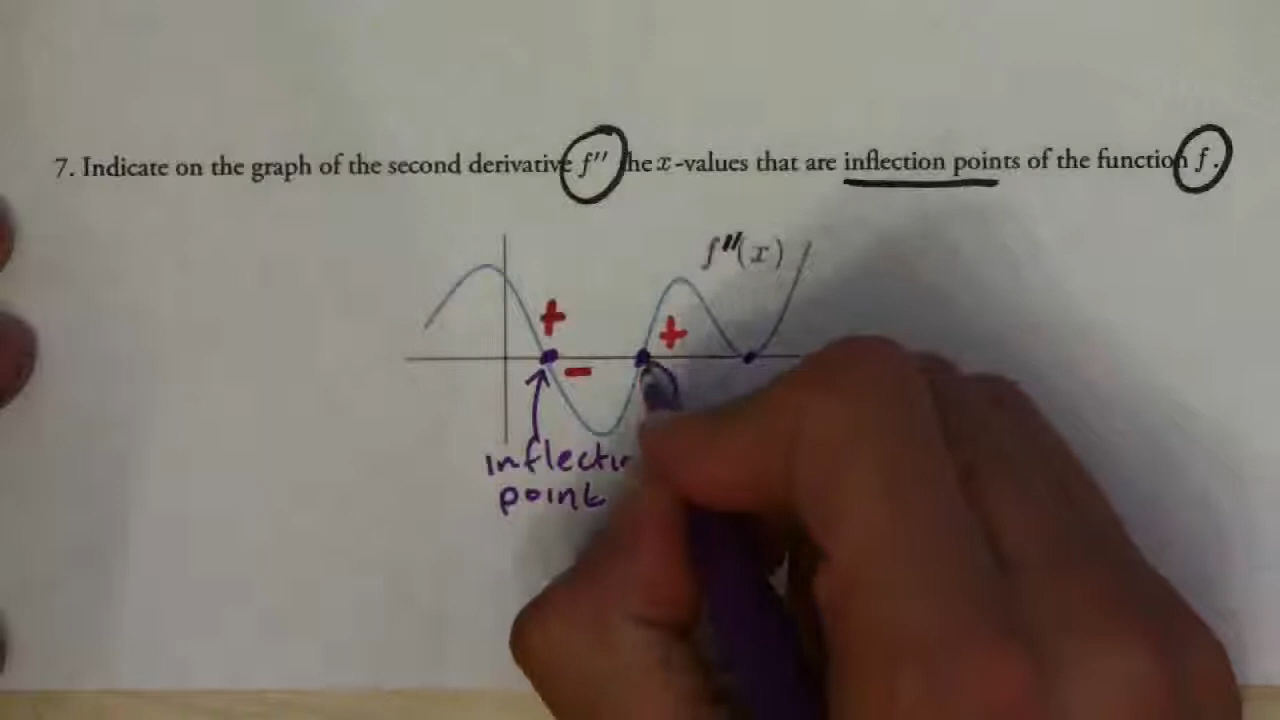 7. Indicate on the graph of the second derivative f″ the x-values that are inflection points of the function f.
f″(x)
+
+
−
point